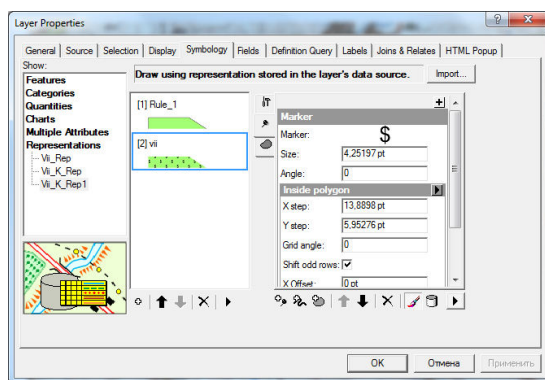 Layer Properties
General Source Selection Display Symbology Fields Definition Query Labels Joins & Relates HTML Popup
Show:
Features
Categories
Quantities
Charts
Multiple Attributes
Representations
Vii_Rep
Vii_K_Rep
Vii_K_Rep1
Draw using representation stored in the layer's data source.
Import...
[1] Rule_1
[2] vii
Marker
Marker: $
Size: 4,25197 pt
Angle: 0
Inside polygon
X step: 13,8898 pt
Y step: 5,95276 pt
Grid angle: 0
Shift odd rows:
X Offset: 0 pt
OK Отмена Применить